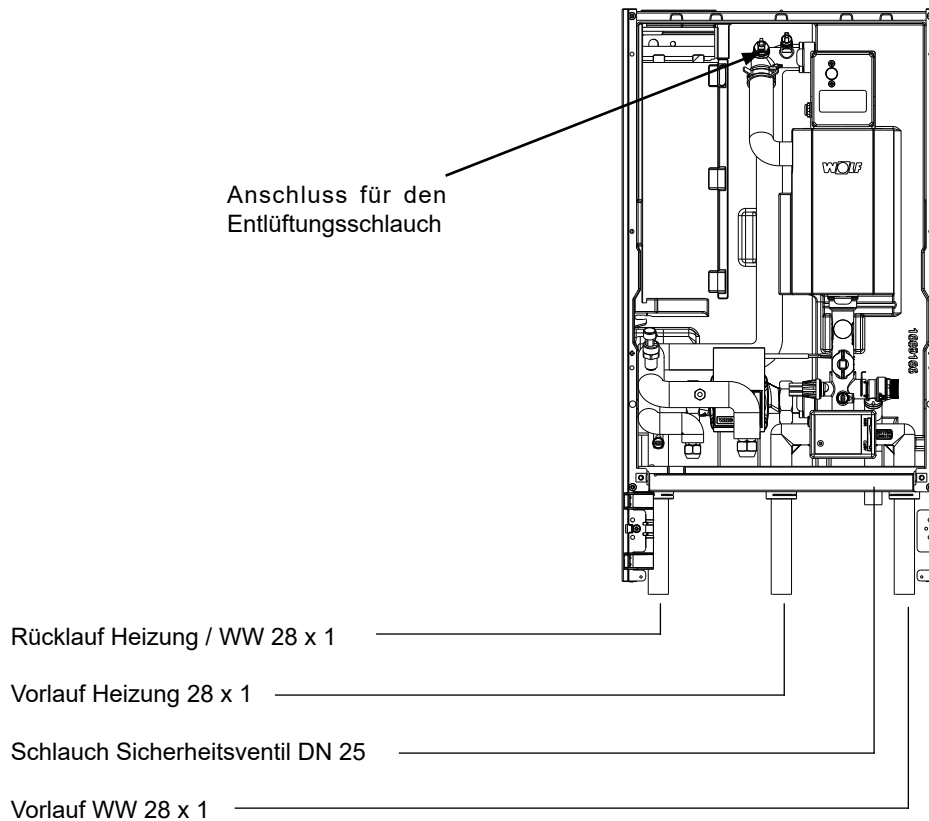 WOLF
Anschluss für den
Entlüftungsschlauch
1669166
Rücklauf Heizung / WW 28 x 1
Vorlauf Heizung 28 x 1
Schlauch Sicherheitsventil DN 25
Vorlauf WW 28 x 1